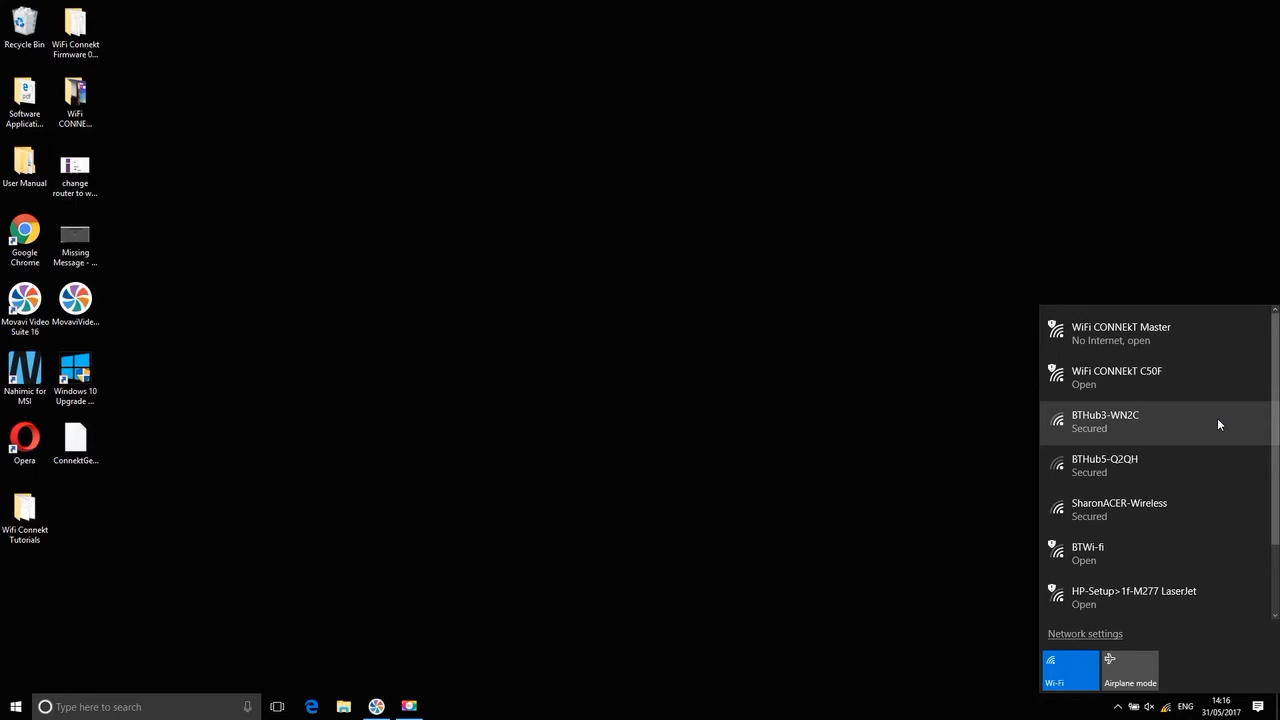 Recycle Bin
WiFi Connekt
Firmware 0...
Software
Applicati...
WiFi
CONNE...
User Manual
change
router to w...
Google
Chrome
Missing
Message - ...
Movavi Video
Suite 16
MovaviVide...
Nahimic for
MSI
Windows 10
Upgrade ...
Opera
ConnektGe...
Wifi Connekt
Tutorials
WiFi CONNEkT Master
No Internet, open
WiFi CONNEkT C50F
Open
BTHub3-WN2C
Secured
BTHub5-Q2QH
Secured
SharonACER-Wireless
Secured
BTWi-fi
Open
HP-Setup>1f-M277 LaserJet
Open
Network settings
Wi-Fi
Airplane mode
Type here to search
ENG
14:16
31/05/2017